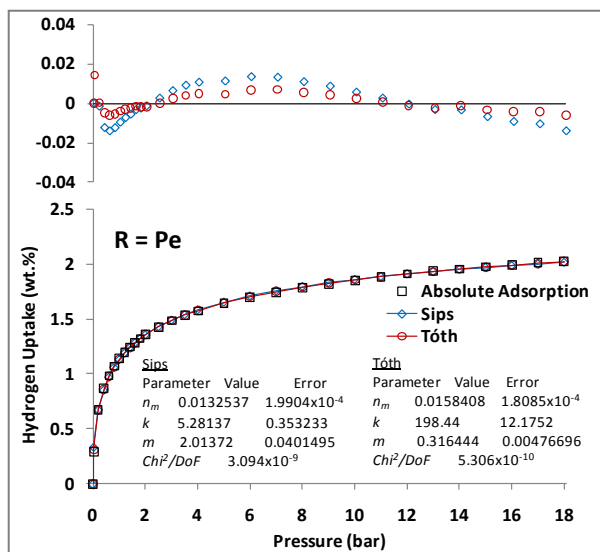 0.04
0.02
0
-0.02
-0.04
2.5
2
1.5
1
0.5
0
Hydrogen Uptake (wt.%)
R = Pe
Absolute Adsorption
Sips
Tóth
Sips
Parameter Value Error
n_m 0.0132537 1.9904x10⁻⁴
k 5.28137 0.353233
m 2.01372 0.0401495
Chi²/DoF 3.094x10⁻⁹
Tóth
Parameter Value Error
n_m 0.0158408 1.8085x10⁻⁴
k 198.44 12.1752
m 0.316444 0.00476696
Chi²/DoF 5.306x10⁻¹⁰
0 2 4 6 8 10 12 14 16 18
Pressure (bar)